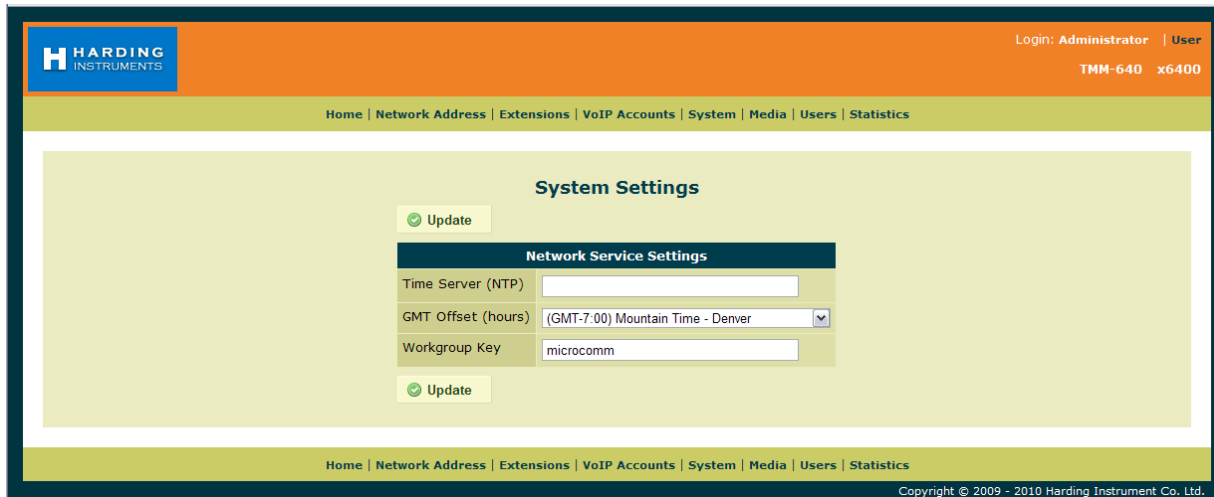 HARDING
INSTRUMENTS
Login: Administrator | User
TMM-640 x6400
Home | Network Address | Extensions | VoIP Accounts | System | Media | Users | Statistics
System Settings
Update
Network Service Settings
Time Server (NTP)
GMT Offset (hours) (GMT-7:00) Mountain Time - Denver
Workgroup Key microcomm
Update
Home | Network Address | Extensions | VoIP Accounts | System | Media | Users | Statistics
Copyright © 2009 - 2010 Harding Instrument Co. Ltd.